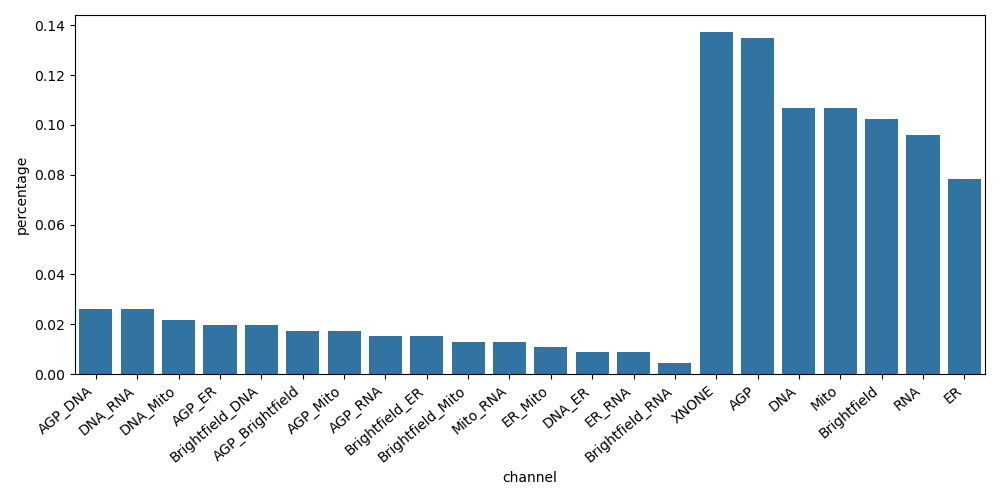 0.14
0.12
0.10
0.08
0.06
0.04
0.02
0.00
percentage
AGP_DNA
DNA_RNA
DNA_Mito
AGP_ER
Brightfield_DNA
AGP_Brightfield
AGP_Mito
AGP_RNA
Brightfield_ER
Brightfield_Mito
Mito_RNA
ER_Mito
DNA_ER
ER_RNA
Brightfield_RNA
XNONE
AGP
DNA
Mito
Brightfield
RNA
ER
channel